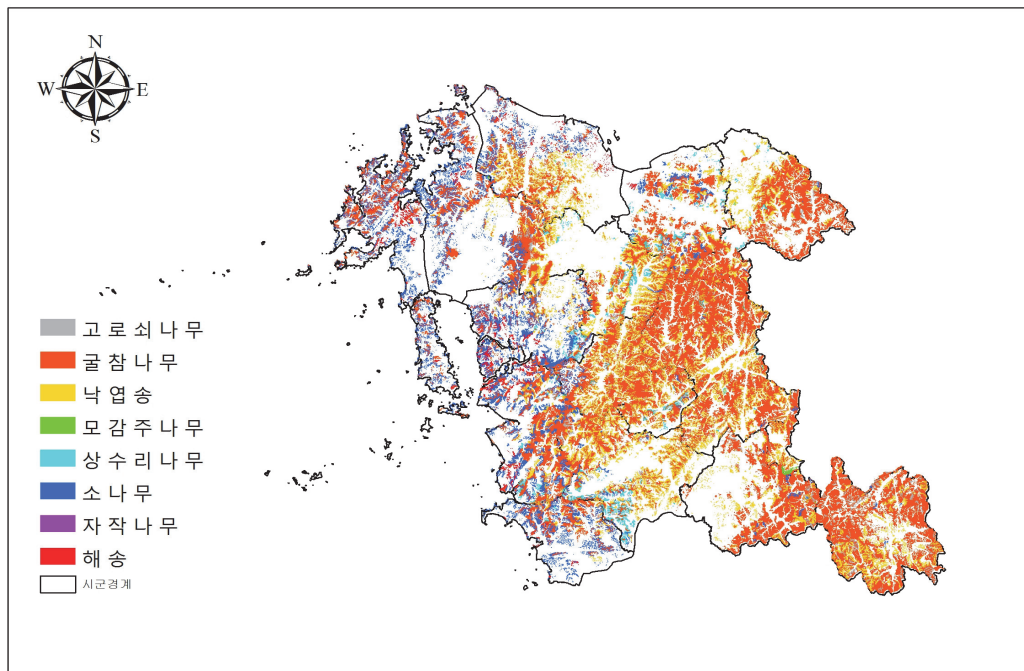 N
W E
S
고로쇠나무
굴참나무
낙엽송
모감주나무
상수리나무
소나무
자작나무
해송
시군경계